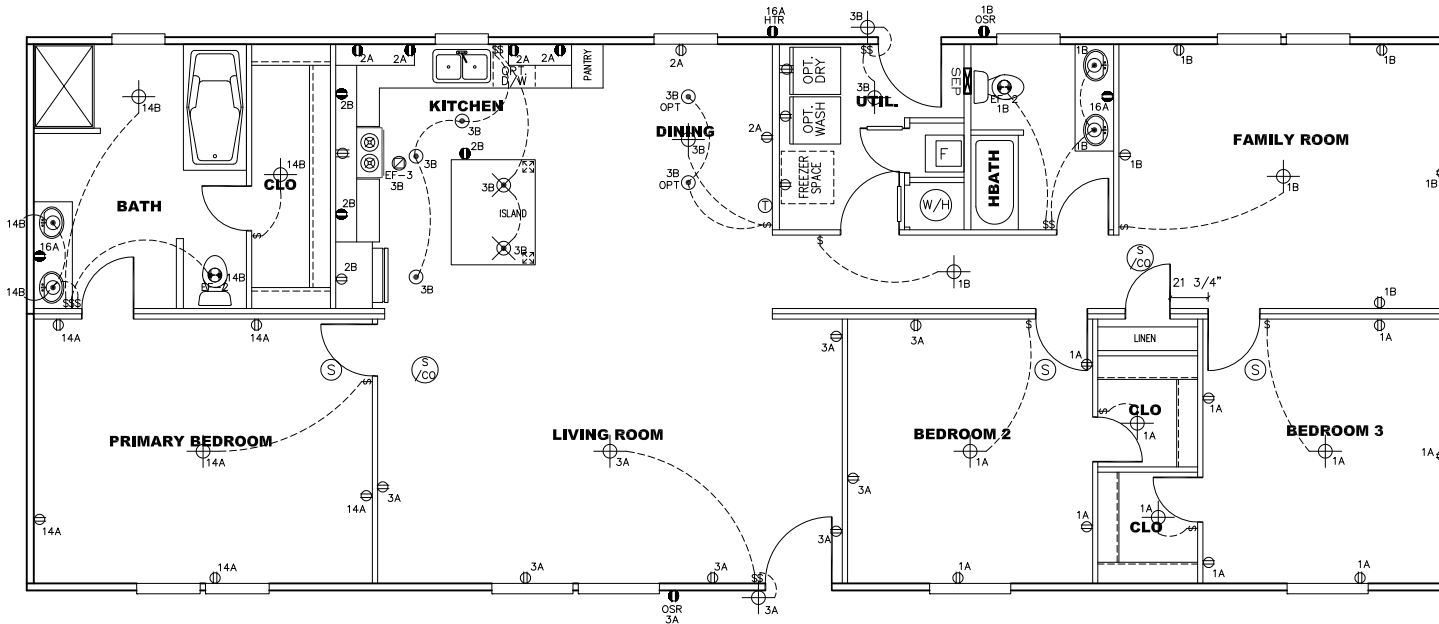 16A
HTR
3B
1B
OSR
2A
2A
2A
2A
2A
1B
1B
1B
PANTRY
OPT.
DRY
OPT.
WASH
FREEZER
SPACE
SEP
UTIL.
3B
EF-2
1B
16A
1B
FAMILY ROOM
1B
1B
1B
14B
2B
KITCHEN
3B
OPT
DINING
3B
3B
OPT
2A
F
W/H
HBATH
T
2B
3B
3B
EF-3
3B
14B
CLO
BATH
14B
16A
14B
14B
EF-2
2B
2B
3B
3B
ISLAND
3B
S
1B
S
/CO
21 3/4"
1B
14A
14A
3A
3A
1A
LINEN
1A
S
S
/CO
S
S
1A
CLO
1A
PRIMARY BEDROOM
14A
LIVING ROOM
3A
BEDROOM 2
1A
BEDROOM 3
1A
1A
14A
3A
3A
14A
3A
1A
1A
CLO
14A
3A
3A
1A
1A
1A
OSR
3A
3A